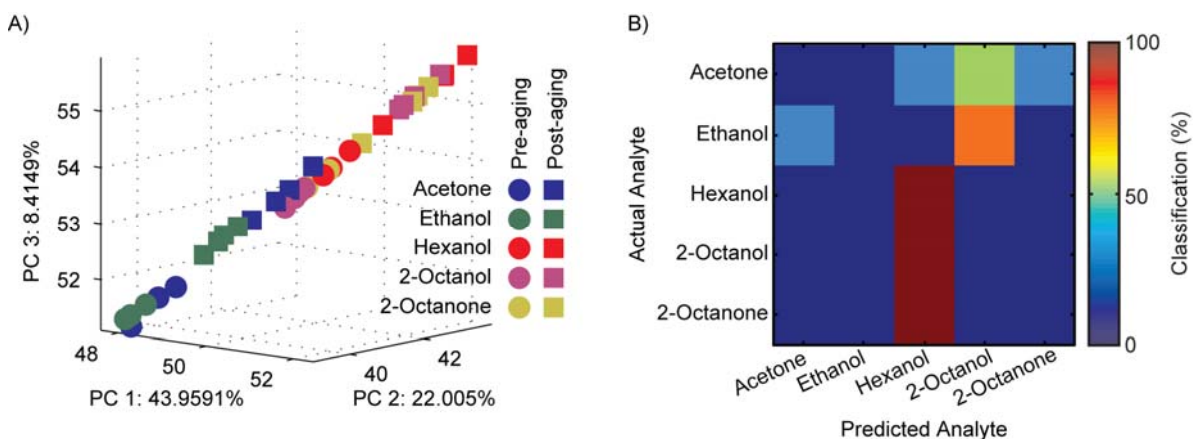 A)
PC 3: 8.4149%
55
54
53
52
48
50
52
40
42
PC 1: 43.9591%
PC 2: 22.005%
Pre-aging
Post-aging
Acetone
Ethanol
Hexanol
2-Octanol
2-Octanone
B)
Actual Analyte
Acetone
Ethanol
Hexanol
2-Octanol
2-Octanone
Acetone
Ethanol
Hexanol
2-Octanol
2-Octanone
Predicted Analyte
100
50
0
Classification (%)